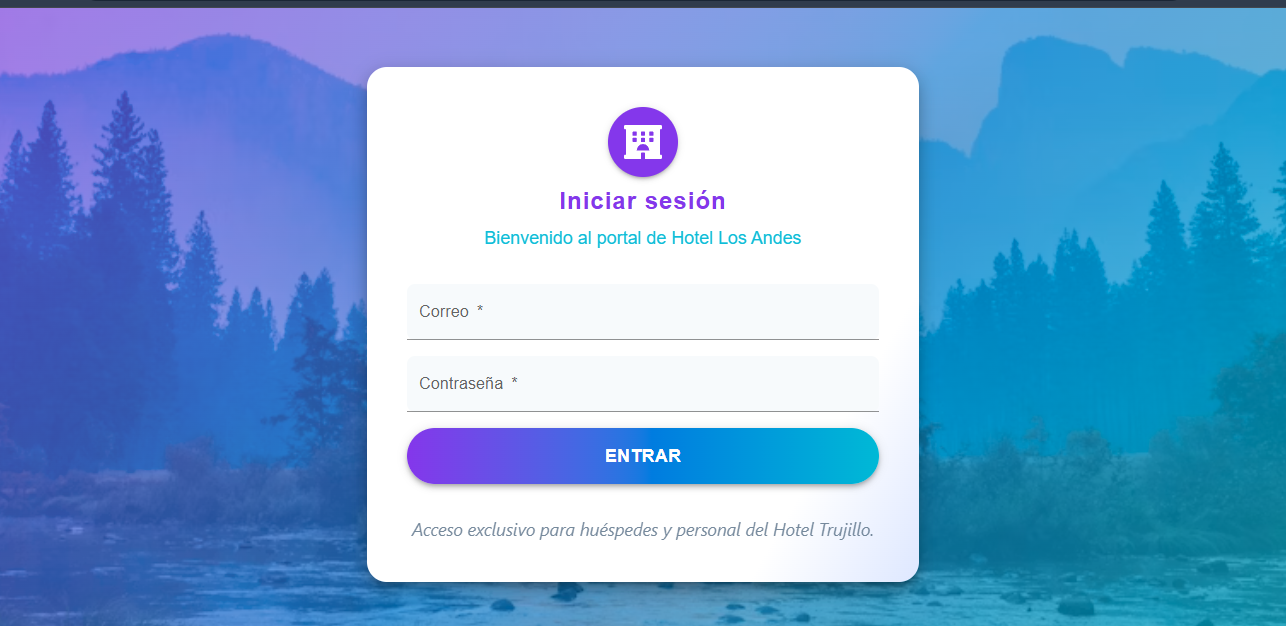 Iniciar sesión
Bienvenido al portal de Hotel Los Andes
Correo *
Contraseña *
ENTRAR
Acceso exclusivo para huéspedes y personal del Hotel Trujillo.